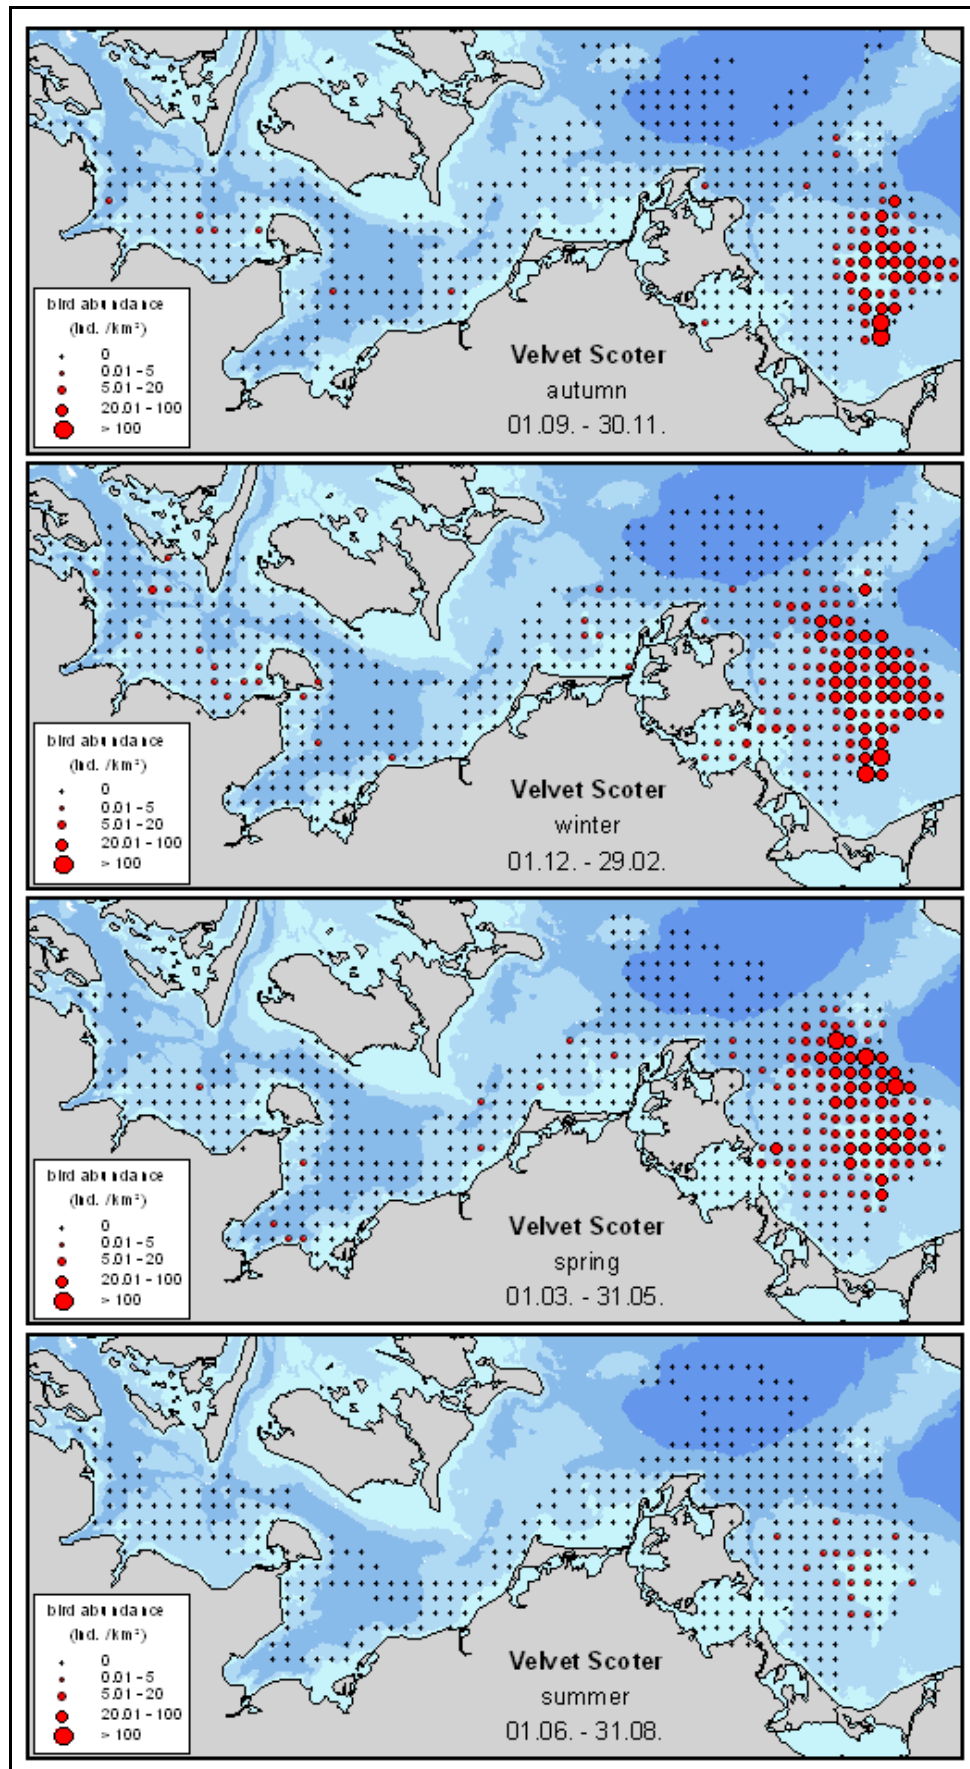 bird abundance
(Ind. /km²)
0
0.01 - 5
5.01 - 20
20.01 - 100
> 100
Velvet Scoter
autumn
01.09. - 30.11.
bird abundance
(Ind. /km²)
0
0.01 - 5
5.01 - 20
20.01 - 100
> 100
Velvet Scoter
winter
01.12. - 29.02.
bird abundance
(Ind. /km²)
0
0.01 - 5
5.01 - 20
20.01 - 100
> 100
Velvet Scoter
spring
01.03. - 31.05.
bird abundance
(Ind. /km²)
0
0.01 - 5
5.01 - 20
20.01 - 100
> 100
Velvet Scoter
summer
01.06. - 31.08.